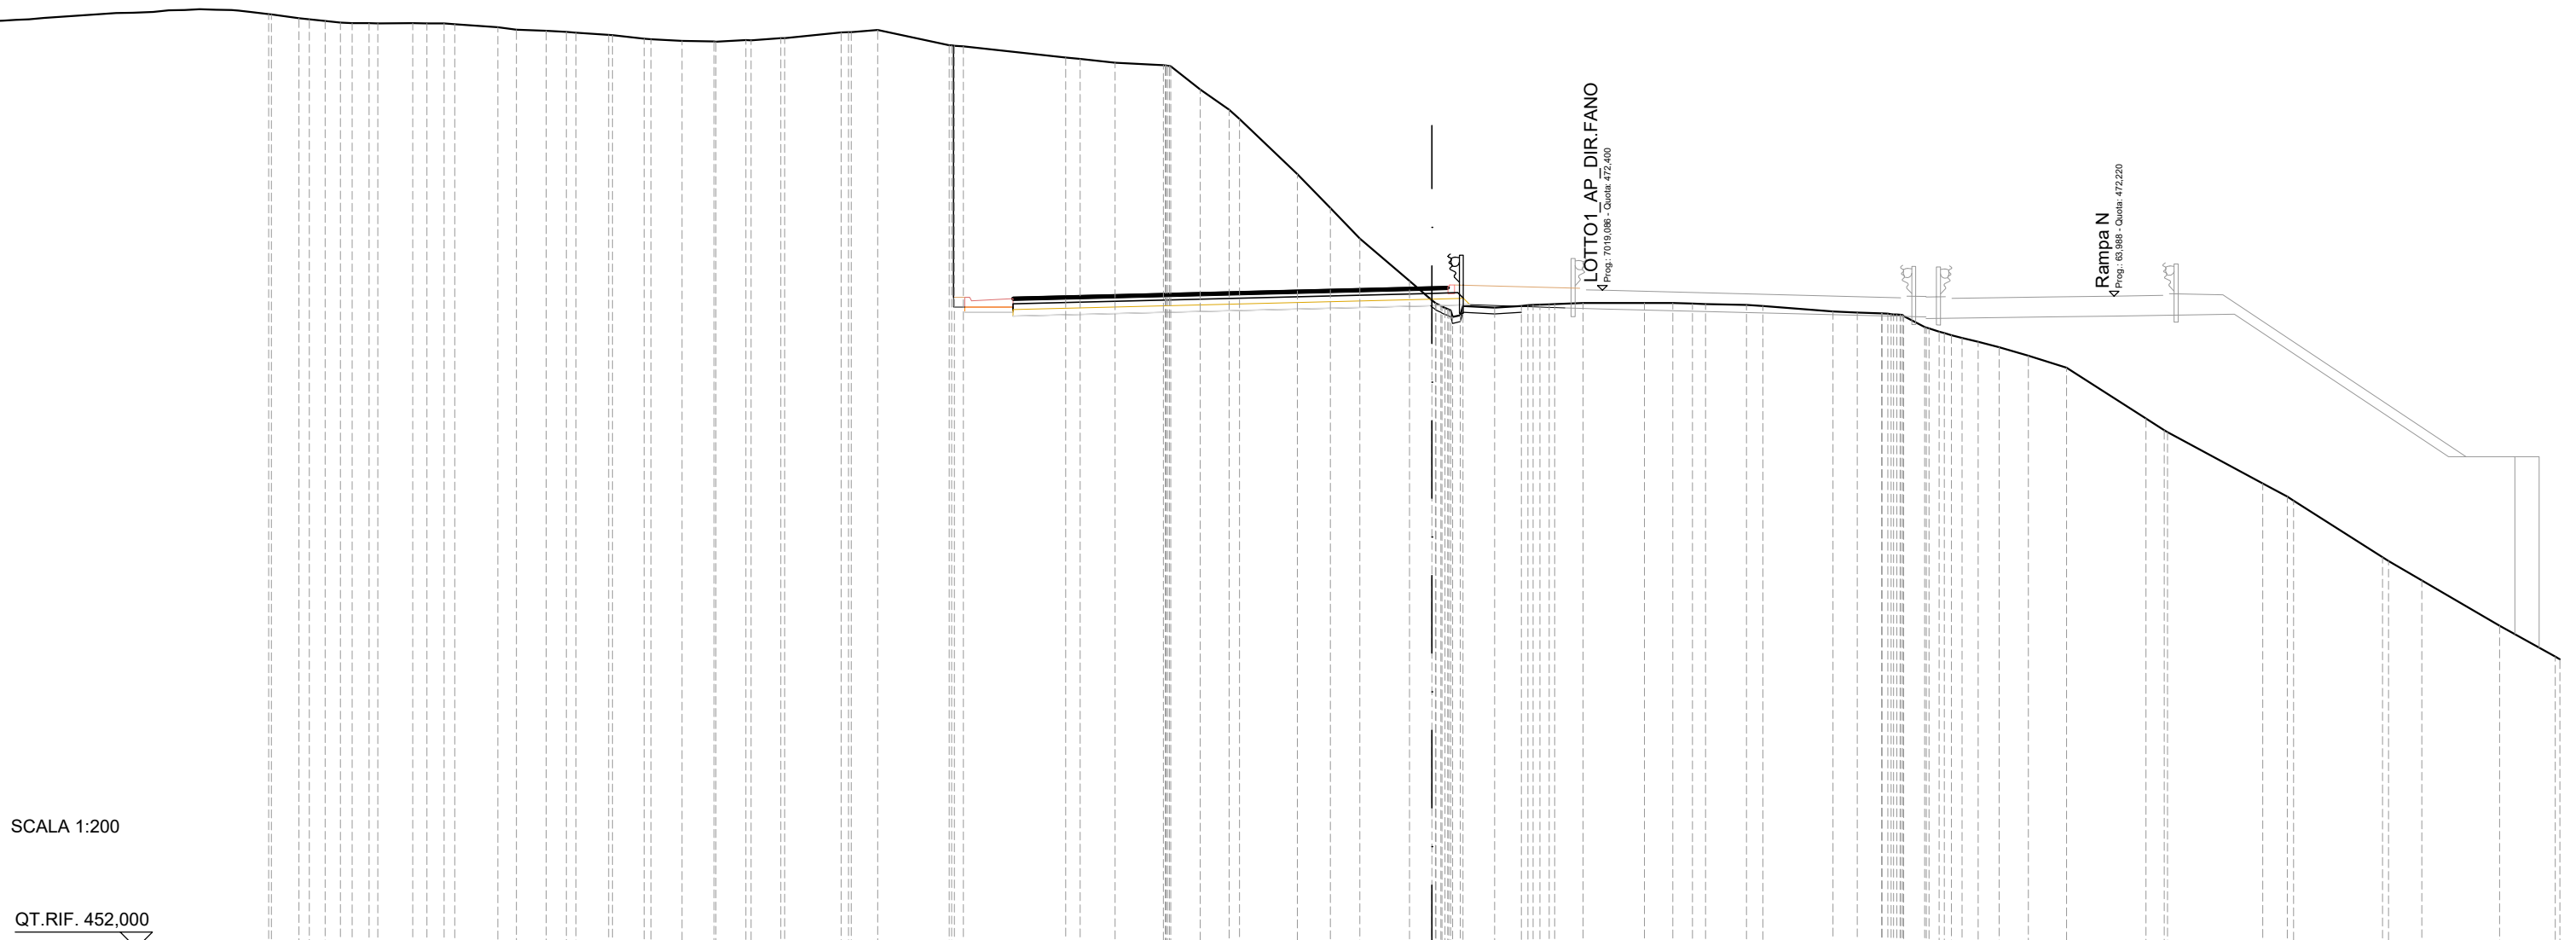 LOTTO1_AP_DIR.FANO
Prog.: 7019,086 - Quota: 472,400
Rampa N
Prog.: 63,988 - Quota: 472,220
SCALA 1:200
QT.RIF. 452,000